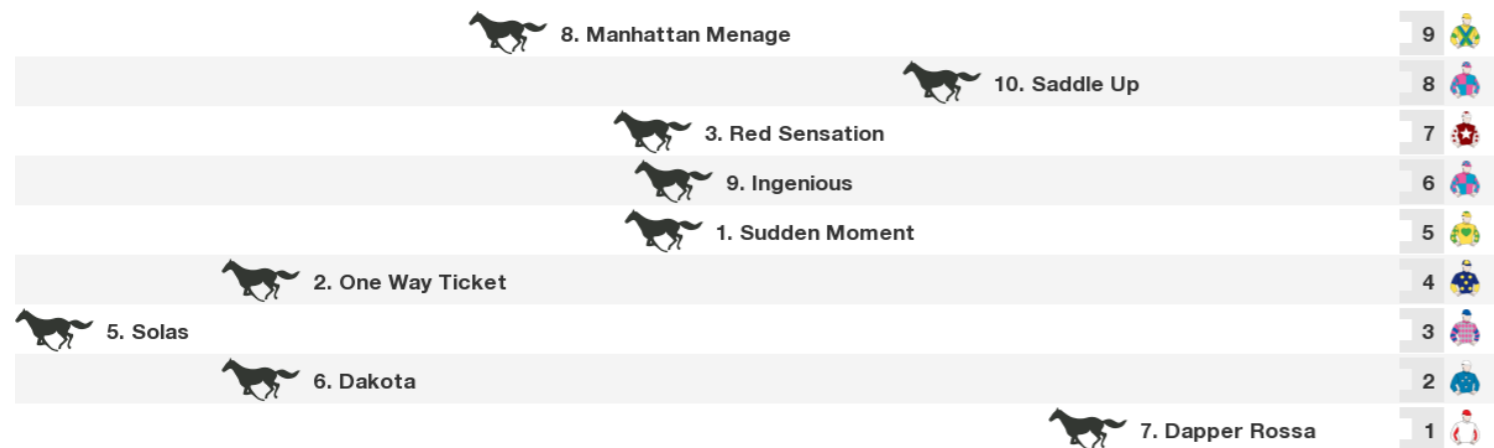 8. Manhattan Menage 9
10. Saddle Up 8
3. Red Sensation 7
9. Ingenious 6
1. Sudden Moment 5
2. One Way Ticket 4
5. Solas 3
6. Dakota 2
7. Dapper Rossa 1